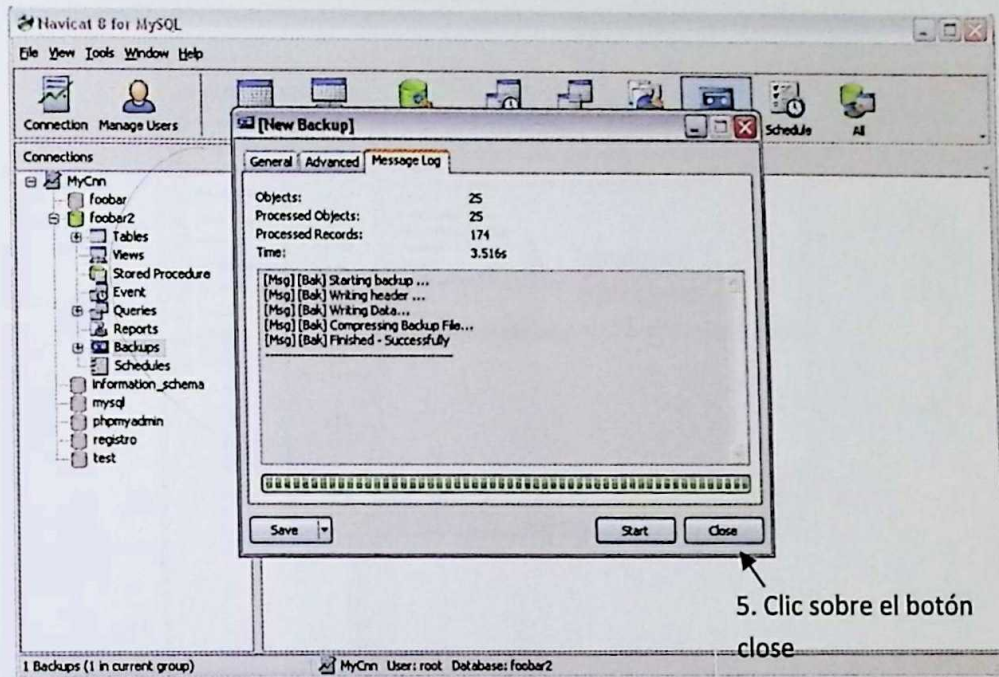 Navicat 8 for MySQL
File View Tools Window Help
Connection Manage Users
Schedule
All
[New Backup]
Connections
General Advanced Message Log
MyCnn
foobar
foobar2
Tables
Views
Stored Procedure
Event
Queries
Reports
Backups
Schedules
information_schema
mysql
phpmyadmin
registro
test
Objects: 25
Processed Objects: 25
Processed Records: 174
Time: 3.516s
[Msg] [Bak] Starting backup ...
[Msg] [Bak] Writing header ...
[Msg] [Bak] Writing Data...
[Msg] [Bak] Compressing Backup File...
[Msg] [Bak] Finished - Successfully
--------------------------------------------------
Save Start Close
5. Clic sobre el botón
close
1 Backups (1 in current group) MyCnn User: root Database: foobar2